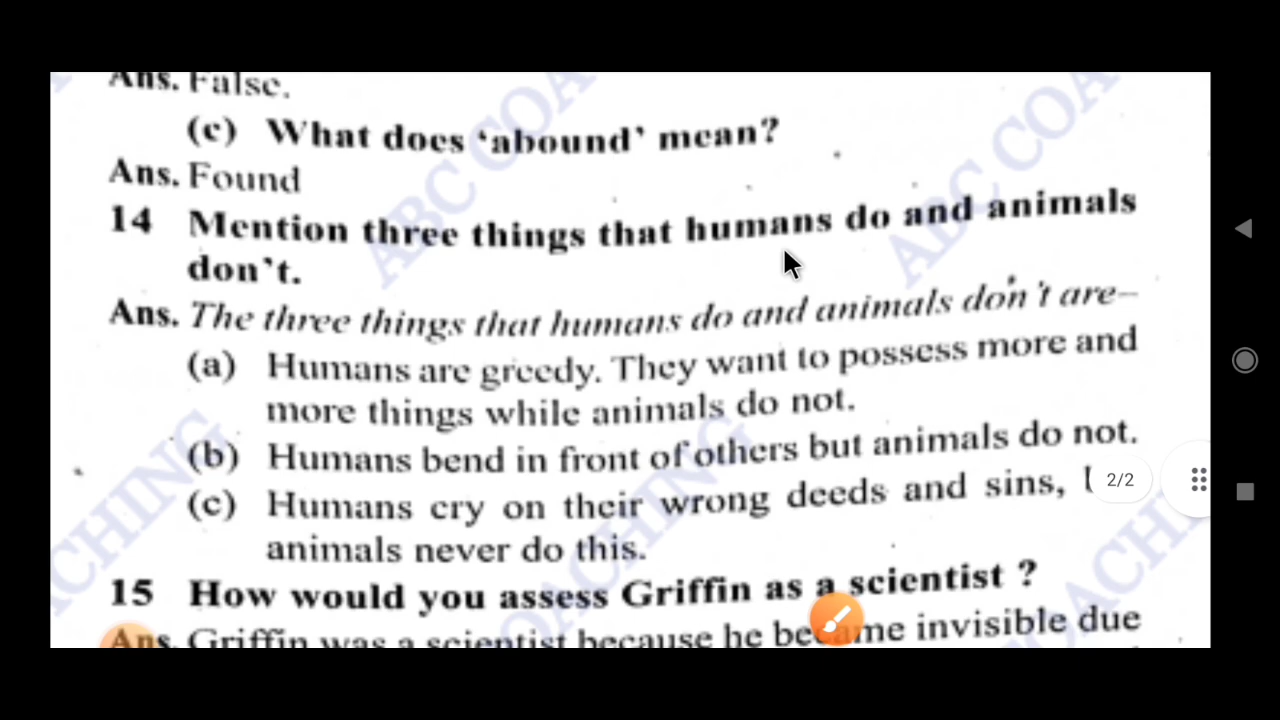 Ans. False.
(c) What does ‘abound’ mean?
Ans. Found
14 Mention three things that humans do and animals
don’t.
Ans. The three things that humans do and animals don’t are–
(a) Humans are greedy. They want to possess more and
more things while animals do not.
(b) Humans bend in front of others but animals do not.
(c) Humans cry on their wrong deeds and sins,
2/2
animals never do this.
15 How would you assess Griffin as a scientist ?
Ans. Griffin was a scientist because he became invisible due
ABC COACHING